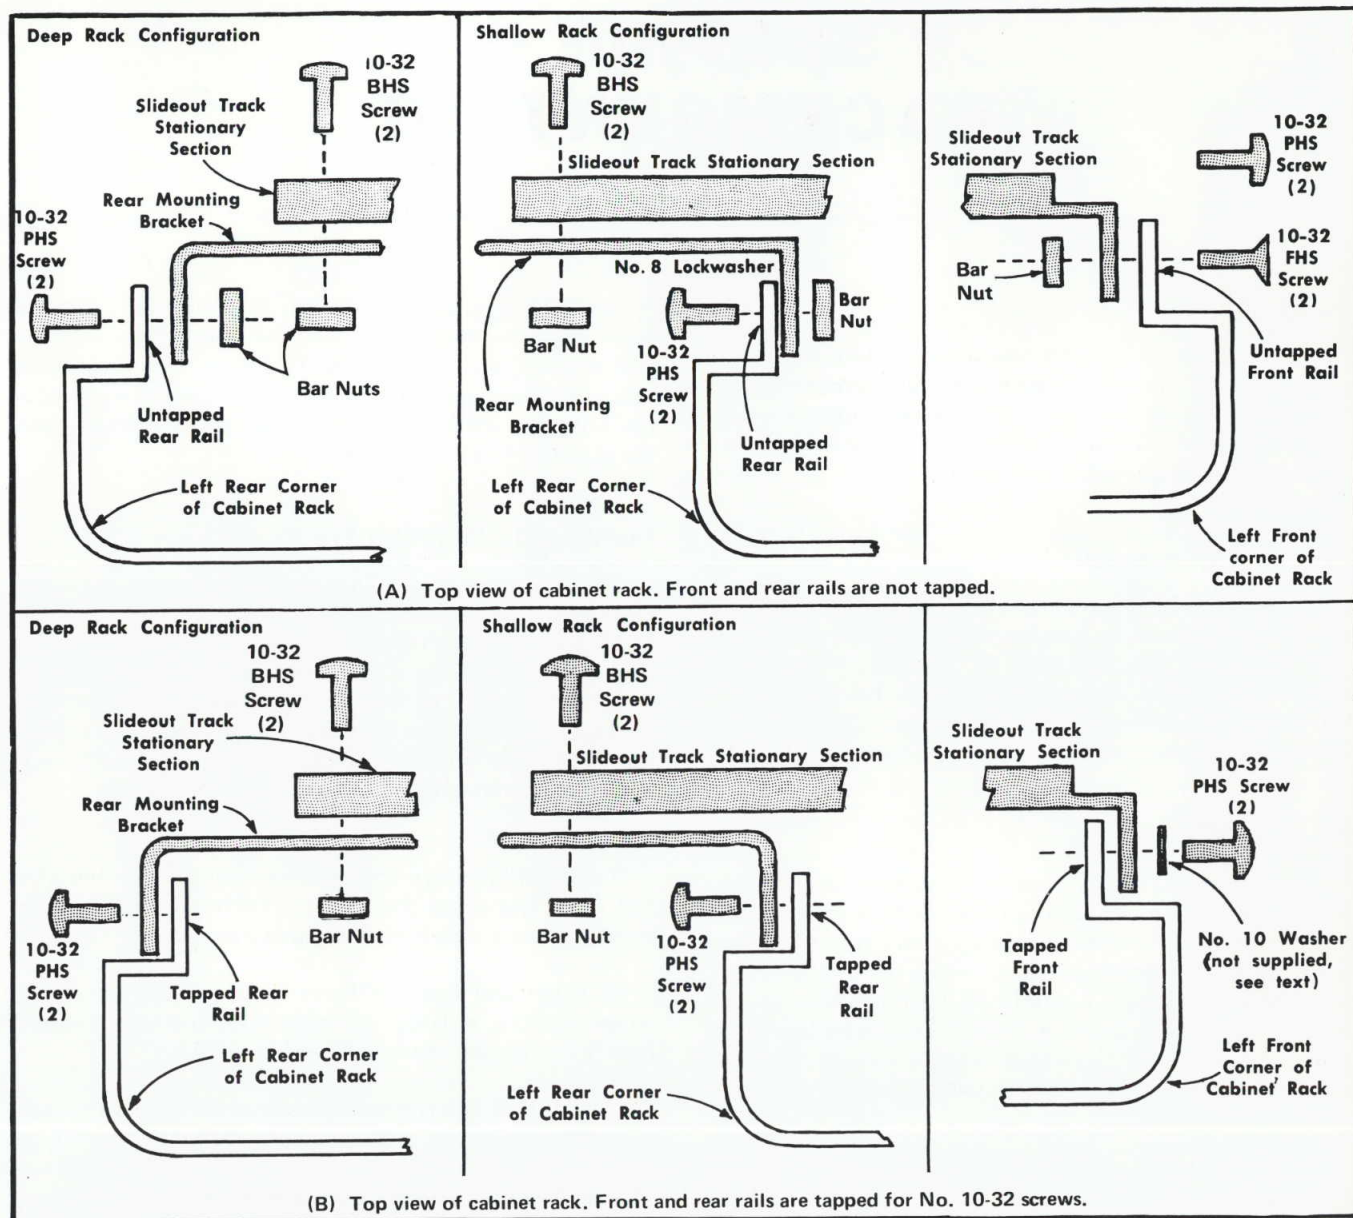 Deep Rack Configuration
10-32
BHS
Screw
(2)
Slideout Track
Stationary
Section
Rear Mounting
Bracket
10-32
PHS
Screw
(2)
Bar Nuts
Untapped
Rear Rail
Left Rear Corner
of Cabinet Rack
Shallow Rack Configuration
10-32
BHS
Screw
(2)
Slideout Track Stationary Section
No. 8 Lockwasher
Bar
Nut
Bar Nut
10-32
PHS
Screw
(2)
Rear Mounting
Bracket
Untapped
Rear Rail
Left Rear Corner
of Cabinet Rack
Slideout Track
Stationary Section
10-32
PHS
Screw
(2)
10-32
FHS
Screw
(2)
Bar
Nut
Untapped
Front Rail
Left Front
corner of
Cabinet Rack
(A) Top view of cabinet rack. Front and rear rails are not tapped.
Deep Rack Configuration
10-32
BHS
Screw
(2)
Slideout Track
Stationary
Section
Rear Mounting
Bracket
10-32
PHS
Screw
(2)
Bar Nut
Tapped Rear
Rail
Left Rear Corner
of Cabinet Rack
Shallow Rack Configuration
10-32
BHS
Screw
(2)
Slideout Track Stationary Section
Bar Nut
10-32
PHS
Screw
(2)
Tapped
Rear
Rail
Left Rear Corner
of Cabinet Rack
Slideout Track
Stationary Section
10-32
PHS Screw
(2)
Tapped
Front
Rail
No. 10 Washer
(not supplied,
see text)
Left Front
Corner of
Cabinet Rack
(B) Top view of cabinet rack. Front and rear rails are tapped for No. 10-32 screws.